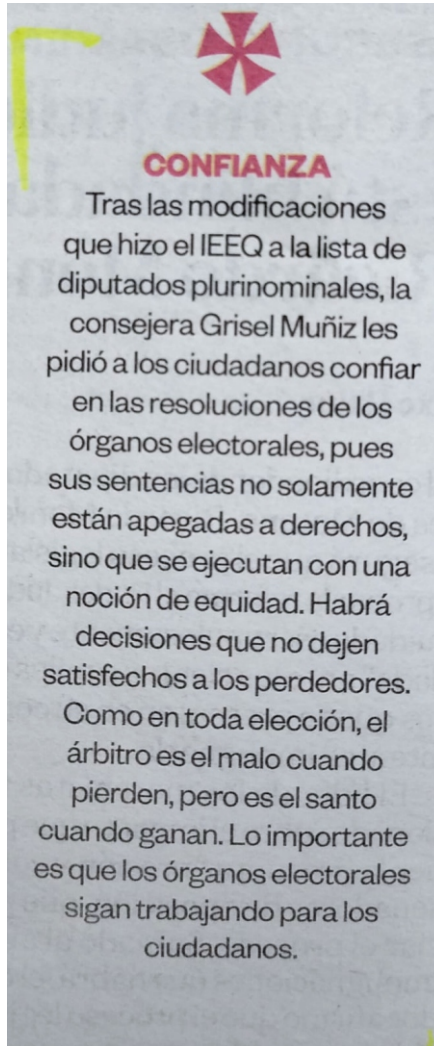 CONFIANZA
Tras las modificaciones
que hizo el IEEQ a la lista de
diputados plurinominales, la
consejera Grisel Muñiz les
pidió a los ciudadanos confiar
en las resoluciones de los
órganos electorales, pues
sus sentencias no solamente
están apegadas a derechos,
sino que se ejecutan con una
noción de equidad. Habrá
decisiones que no dejen
satisfechos a los perdedores.
Como en toda elección, el
árbitro es el malo cuando
pierden, pero es el santo
cuando ganan. Lo importante
es que los órganos electorales
sigan trabajando para los
ciudadanos.